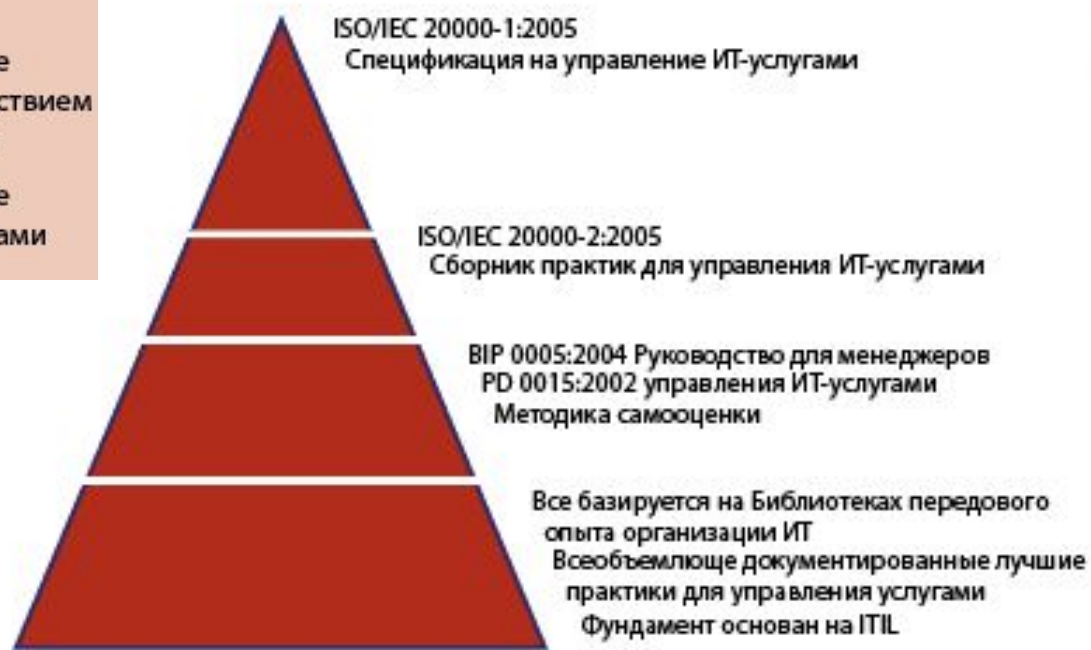 ствием
ами
ISO/IEC 20000-1:2005
Спецификация на управление ИТ-услугами
ISO/IEC 20000-2:2005
Сборник практик для управления ИТ-услугами
BIP 0005:2004 Руководство для менеджеров
PD 0015:2002 управления ИТ-услугами
Методика самооценки
Все базируется на Библиотеках передового
опыта организации ИТ
Всеобъемлюще документированные лучшие
практики для управления услугами
Фундамент основан на ITIL